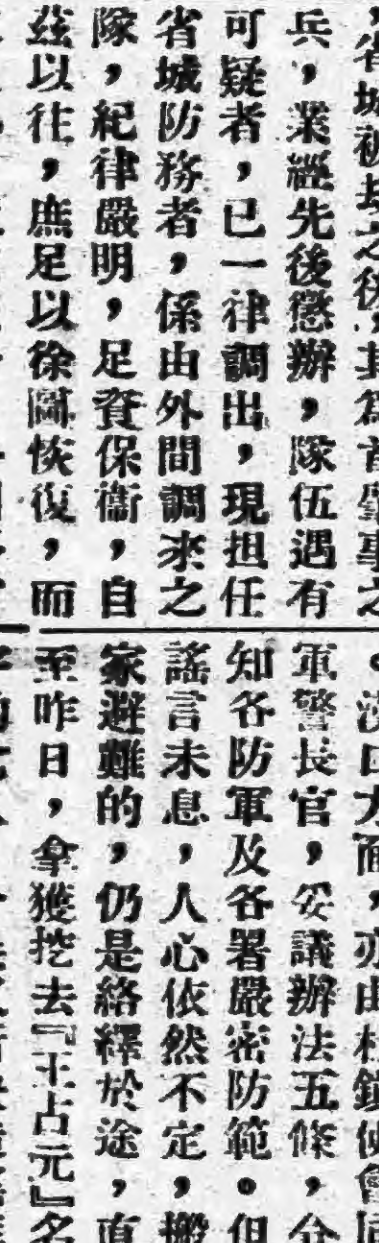 ，省城被劫之後，其爲首肇事之
兵，業經先後懲辦，隊伍遇有
可疑者，已一律調出，現担任
省城防務者，係由外間調來之
隊，紀律嚴明，足資保衞，自
茲以往，庶足以徐圖恢復，而
。漢口方面，亦由杜鎮使會同
軍警長官，妥議辦法五條，分
知各防軍及各署嚴密防範。但
謠言未息，人心依然不定，搬
家避難的，仍是絡繹於途，直
至昨日，拿獲挖去『王占元』名